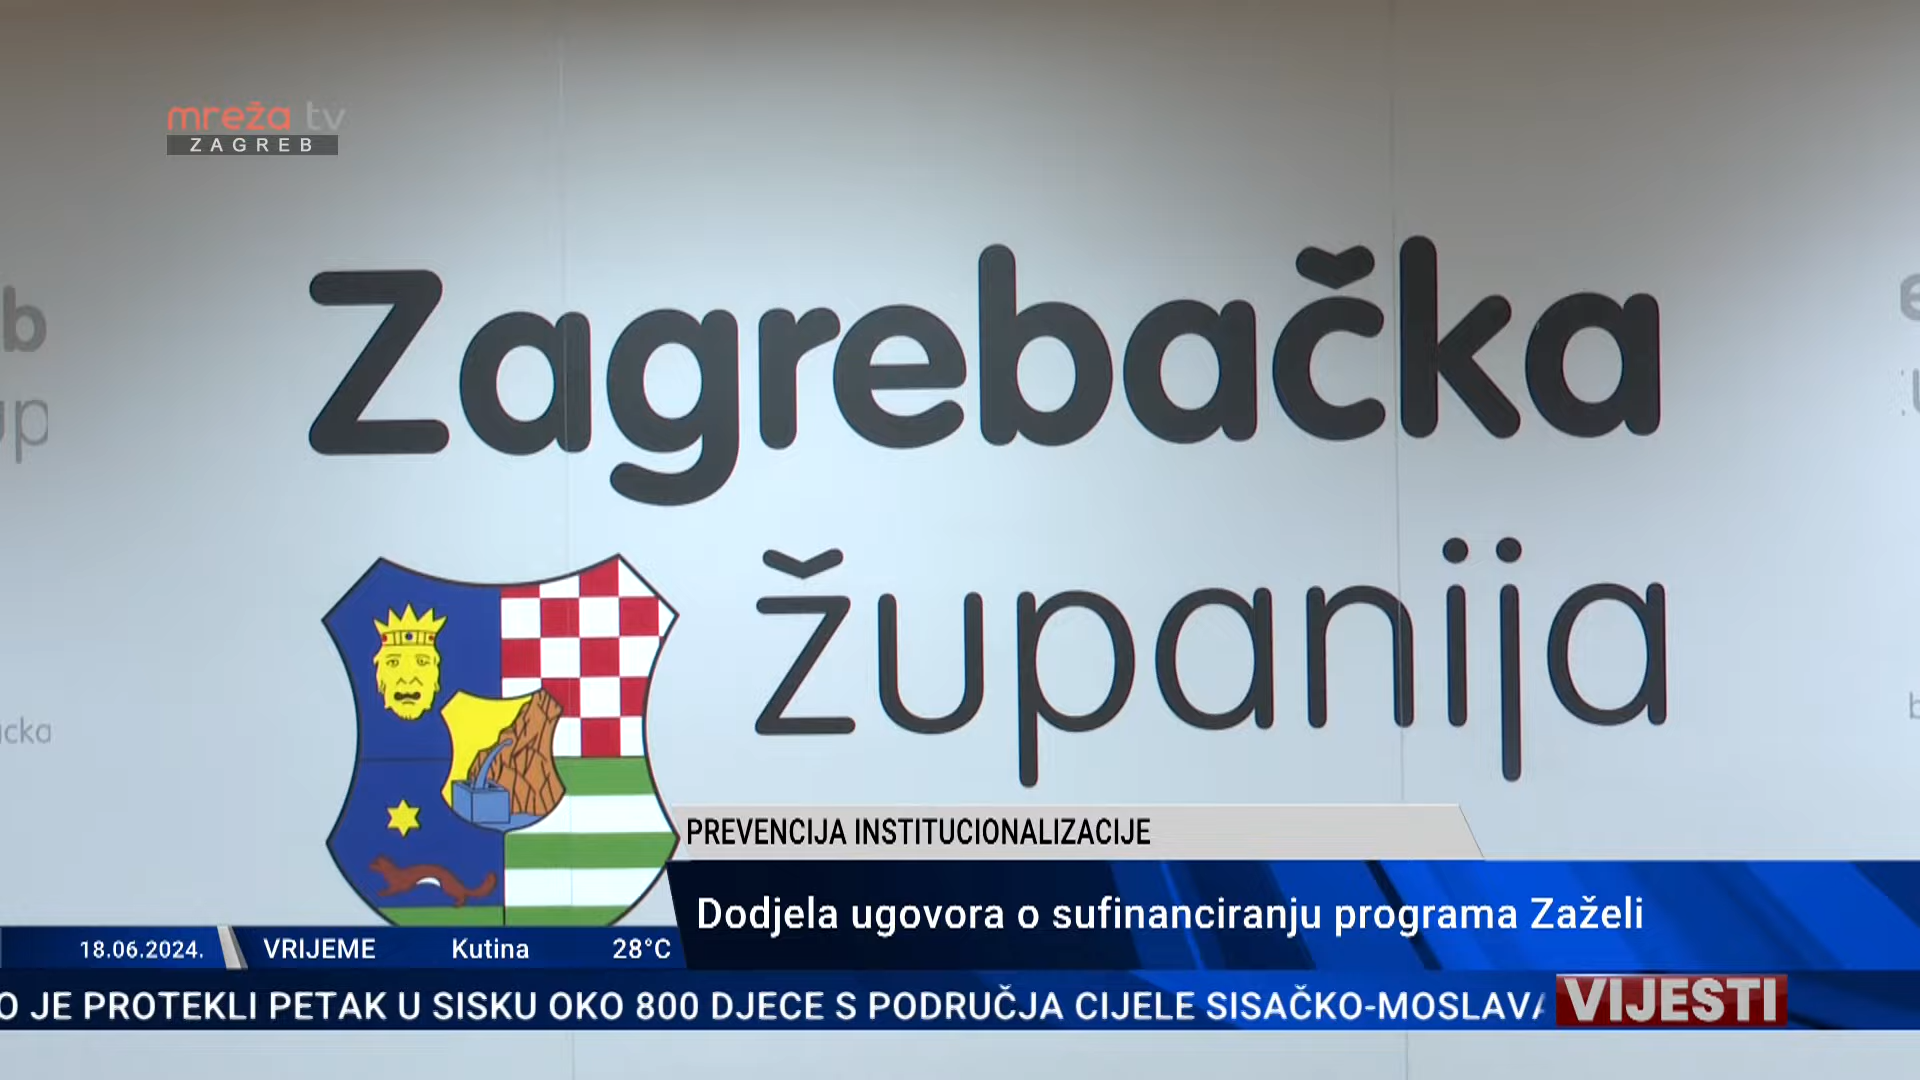 mreža tv
ZAGREB
Zagrebačka
županija
PREVENCIJA INSTITUCIONALIZACIJE
Dodjela ugovora o sufinanciranju programa Zaželi
18.06.2024. VRIJEME Kutina 28°C
JE PROTEKLI PETAK U SISKU OKO 800 DJECE S PODRUČJA CIJELE SISAČKO-MOSLAVA
VIJESTI